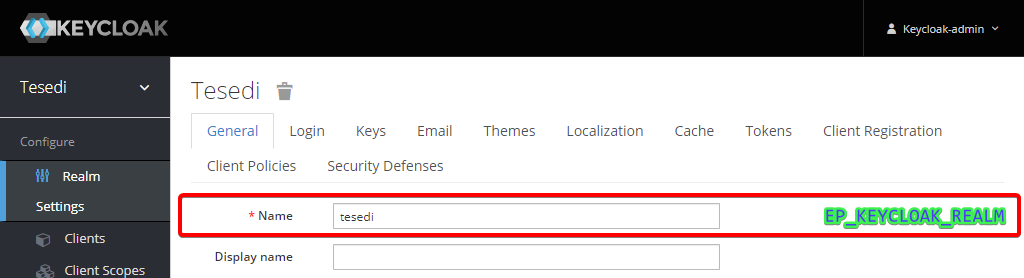 KEYCLOAK
Keycloak-admin
Tesedi
Tesedi
Configure
General Login Keys Email Themes Localization Cache Tokens Client Registration
Client Policies Security Defenses
Realm
Settings
* Name tesedi EP_KEYCLOAK_REALM
Clients
Display name
Client Scopes